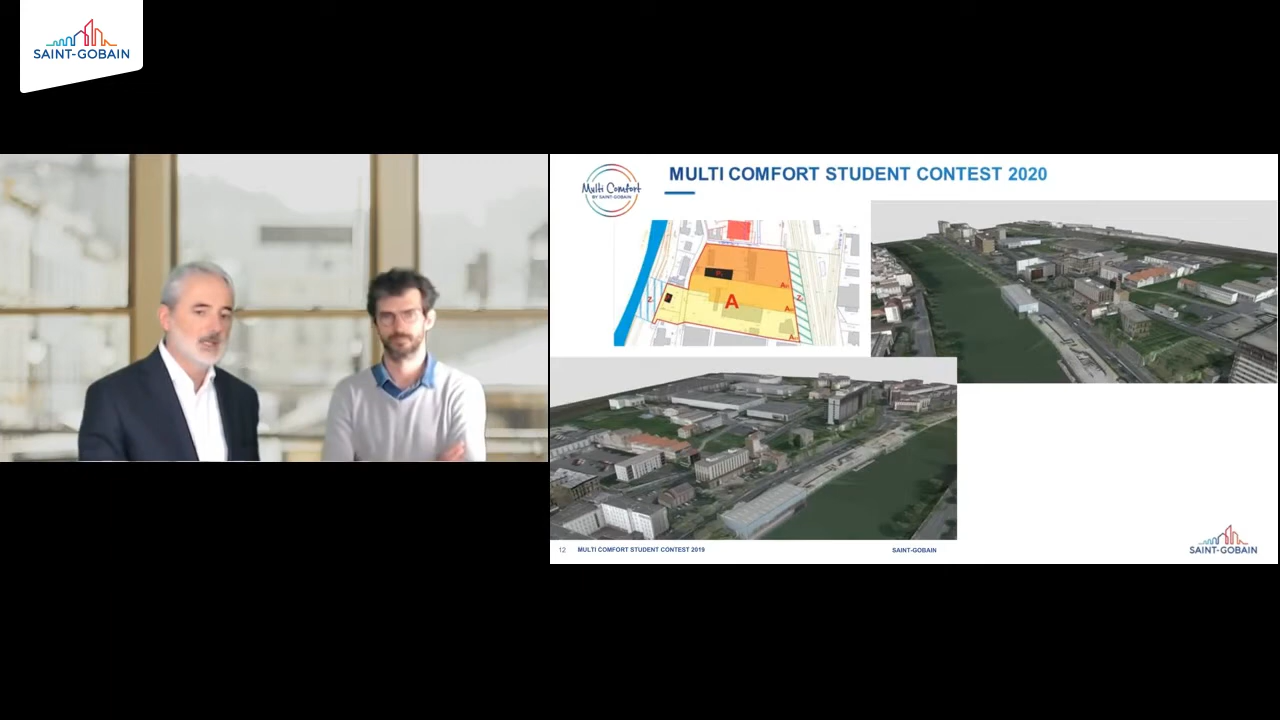 SAINT-GOBAIN
Multi Comfort
BY SAINT-GOBAIN
MULTI COMFORT STUDENT CONTEST 2020
A
Z
Z
12
MULTI COMFORT STUDENT CONTEST 2019
SAINT-GOBAIN
SAINT-GOBAIN